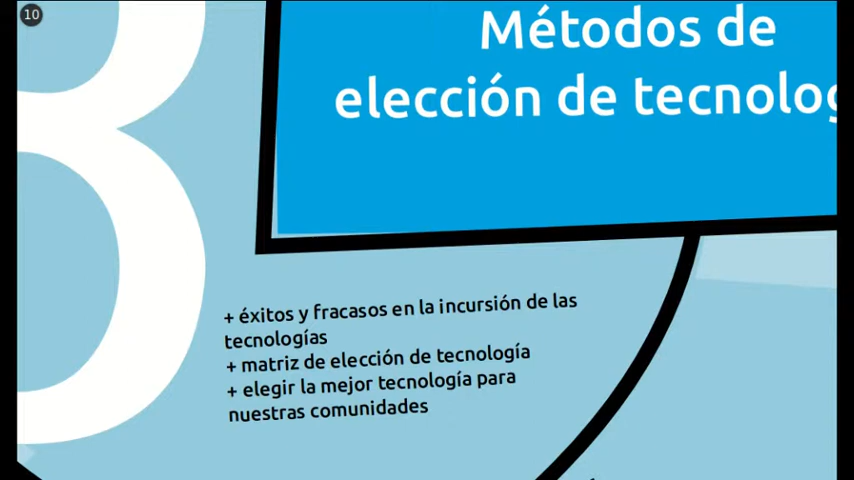 10
3
Métodos de
elección de
+ éxitos y fracasos en la incursión de las
tecnologías
+ matriz de elección de tecnología
+ elegir la mejor tecnología para
nuestras comunidades